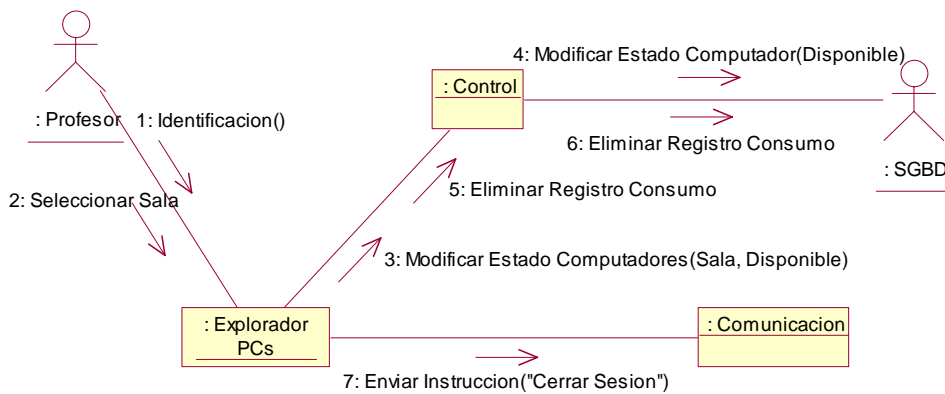 4: Modificar Estado Computador(Disponible)
: Control
: Profesor
1: Identificacion()
6: Eliminar Registro Consumo
: SGBD
5: Eliminar Registro Consumo
2: Seleccionar Sala
3: Modificar Estado Computadores(Sala, Disponible)
: Explorador
PCs
: Comunicacion
7: Enviar Instruccion("Cerrar Sesion")